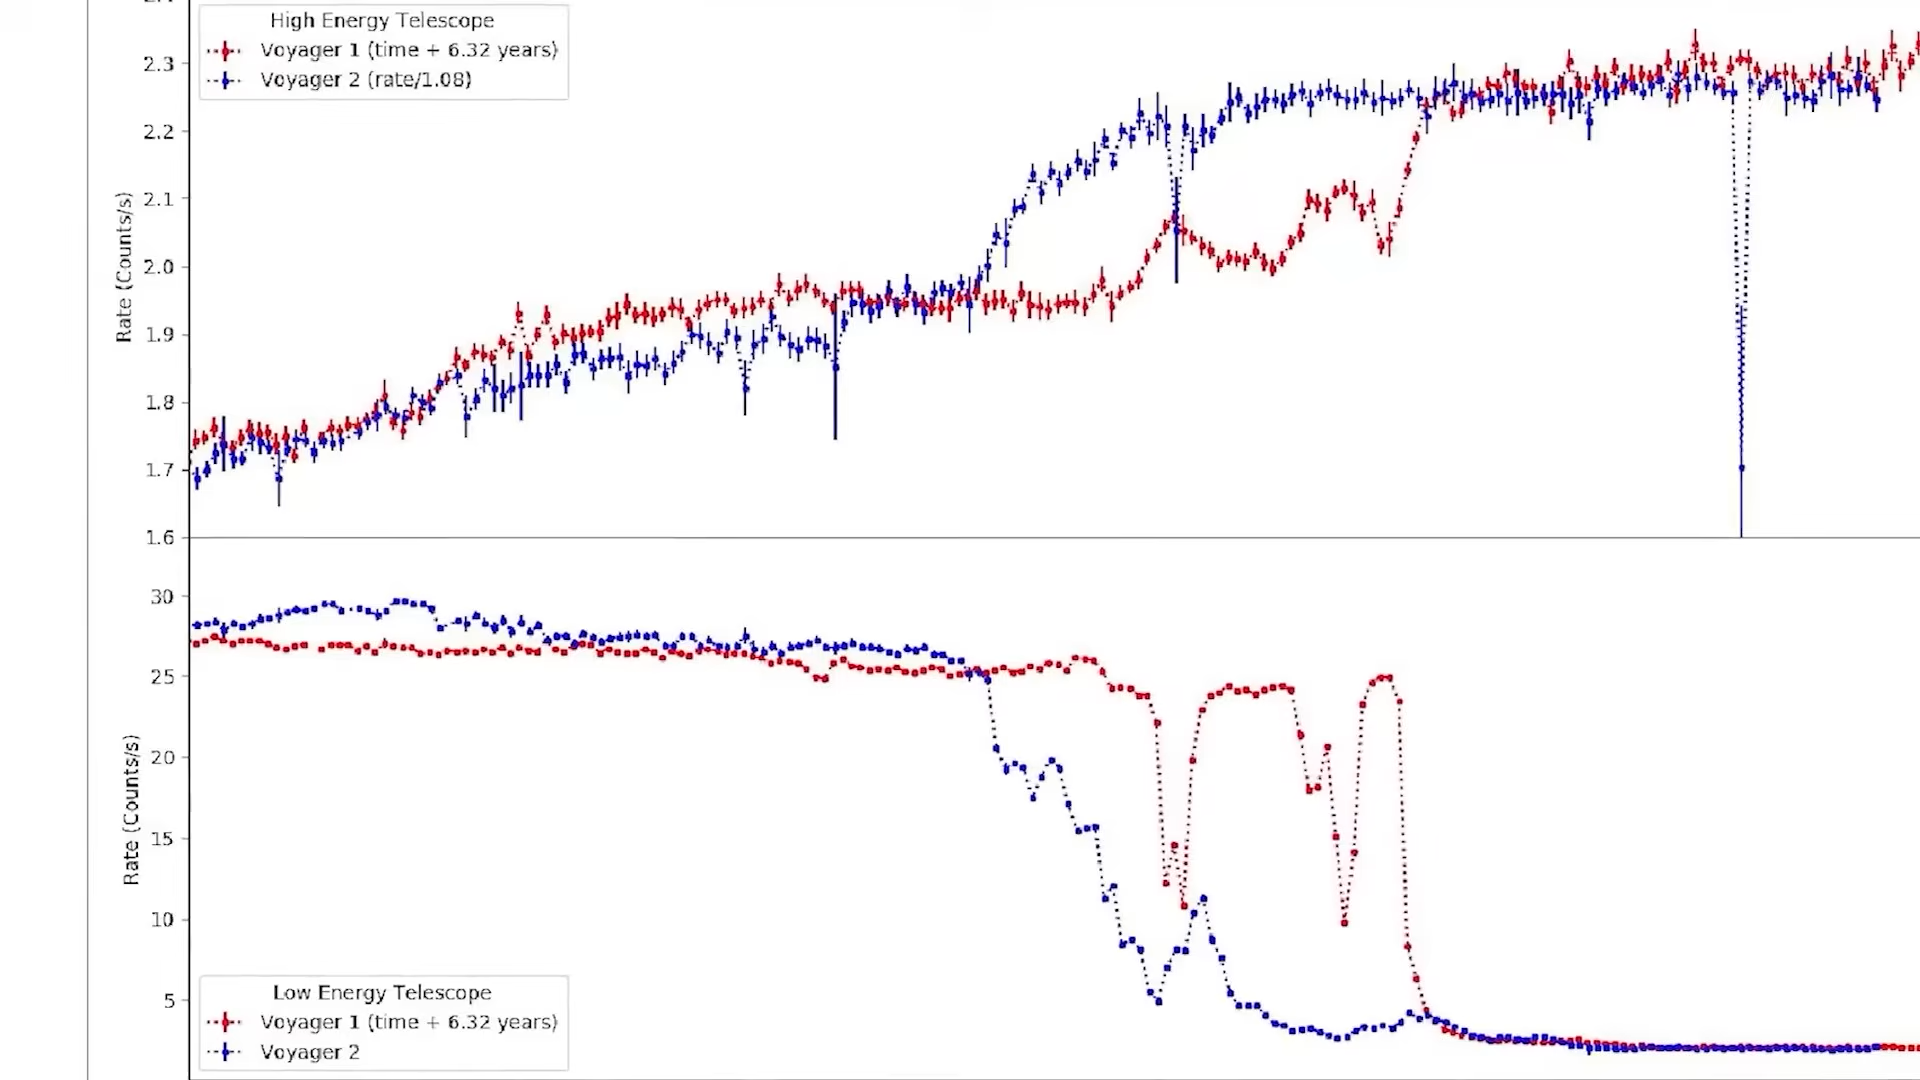 High Energy Telescope
Voyager 1 (time + 6.32 years)
Voyager 2 (rate/1.08)
2.3
2.2
2.1
2.0
1.9
1.8
1.7
1.6
Rate (Counts/s)
30
25
20
15
10
5
Rate (Counts/s)
Low Energy Telescope
Voyager 1 (time + 6.32 years)
Voyager 2